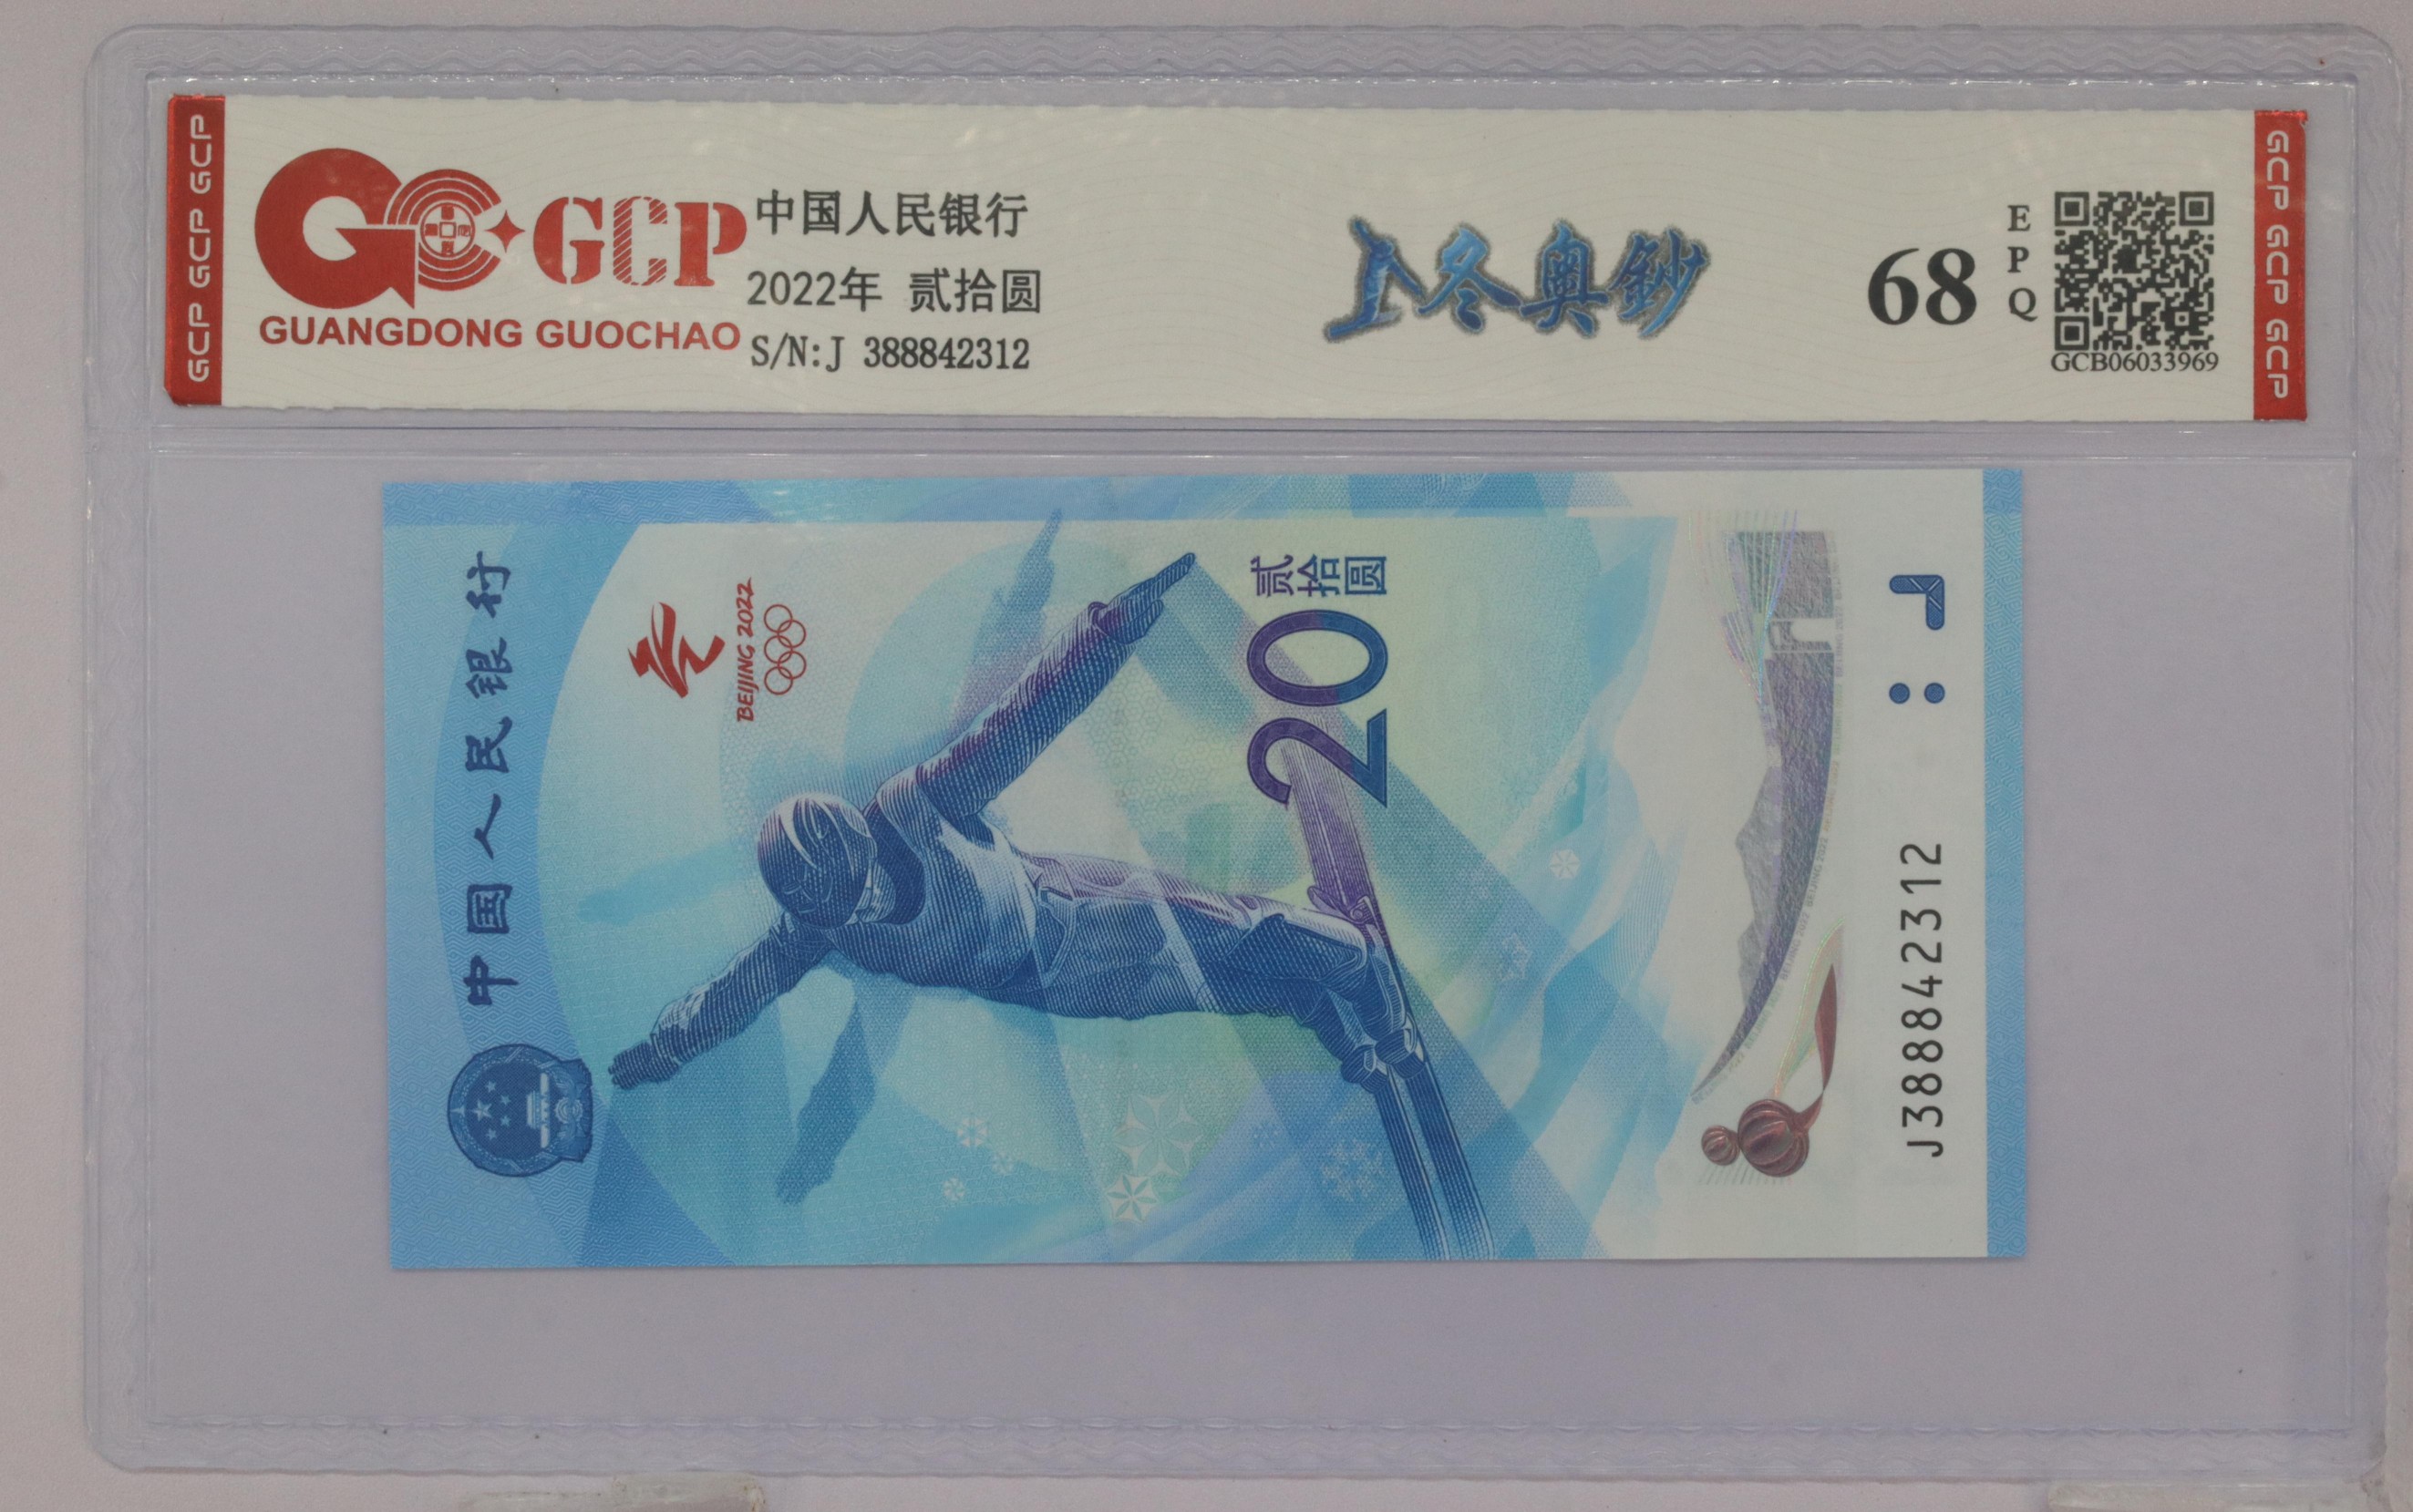 GCP GCP GCP
GCP
GUANGDONG GUOCHAO
中国人民银行
2022年 贰拾圆
S/N:J 388842312
上冬奥鈔
68
EPQ
GCB06033969
GCP GCP GCP
中国人民银行
BEIJING 2022
贰拾圆
20
J388842312